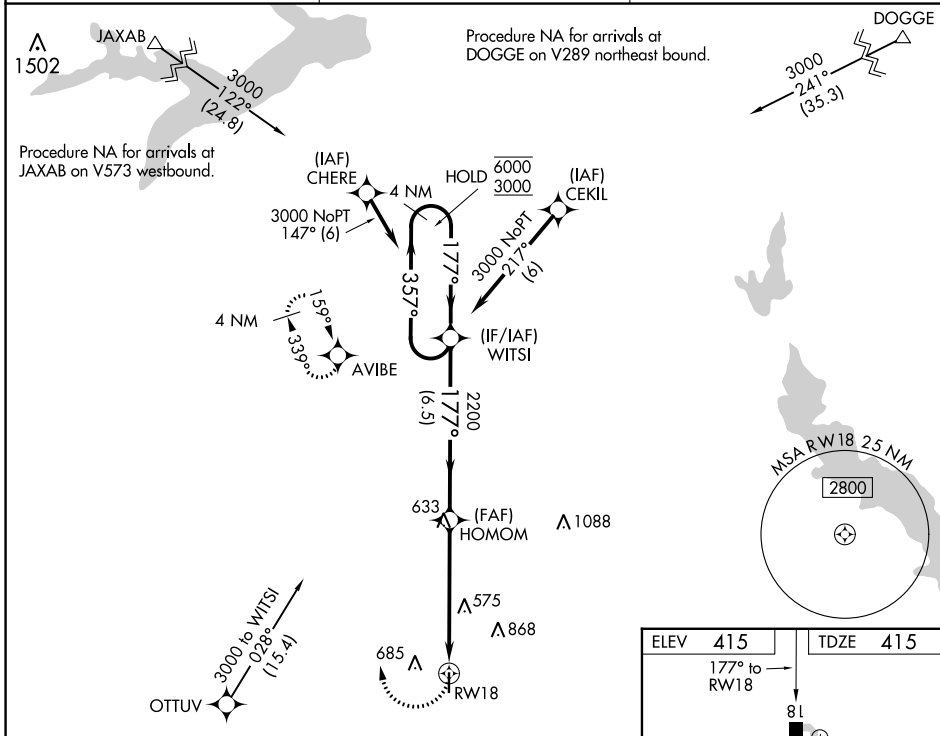 1502
JAXAB
3000
122°
(24.8)
Procedure NA for arrivals at
DOGGE on V289 northeast bound.
DOGGE
3000
241°
(35.3)
Procedure NA for arrivals at
JAXAB on V573 westbound.
(IAF)
CHERE
3000 NoPT
147° (6)
4 NM
HOLD
6000
3000
(IAF)
CEKIL
3000 NoPT
217°
(6)
177°
357°
4 NM
159°
339°
AVIBE
(IF/IAF)
WITSI
2200
177°
(6.5)
MSA RW18 25 NM
2800
633
(FAF)
HOMOM
1088
575
868
685
RW18
3000 to WITSI
028°
(15.4)
OTTUV
ELEV 415
TDZE 415
177° to
RW18
18